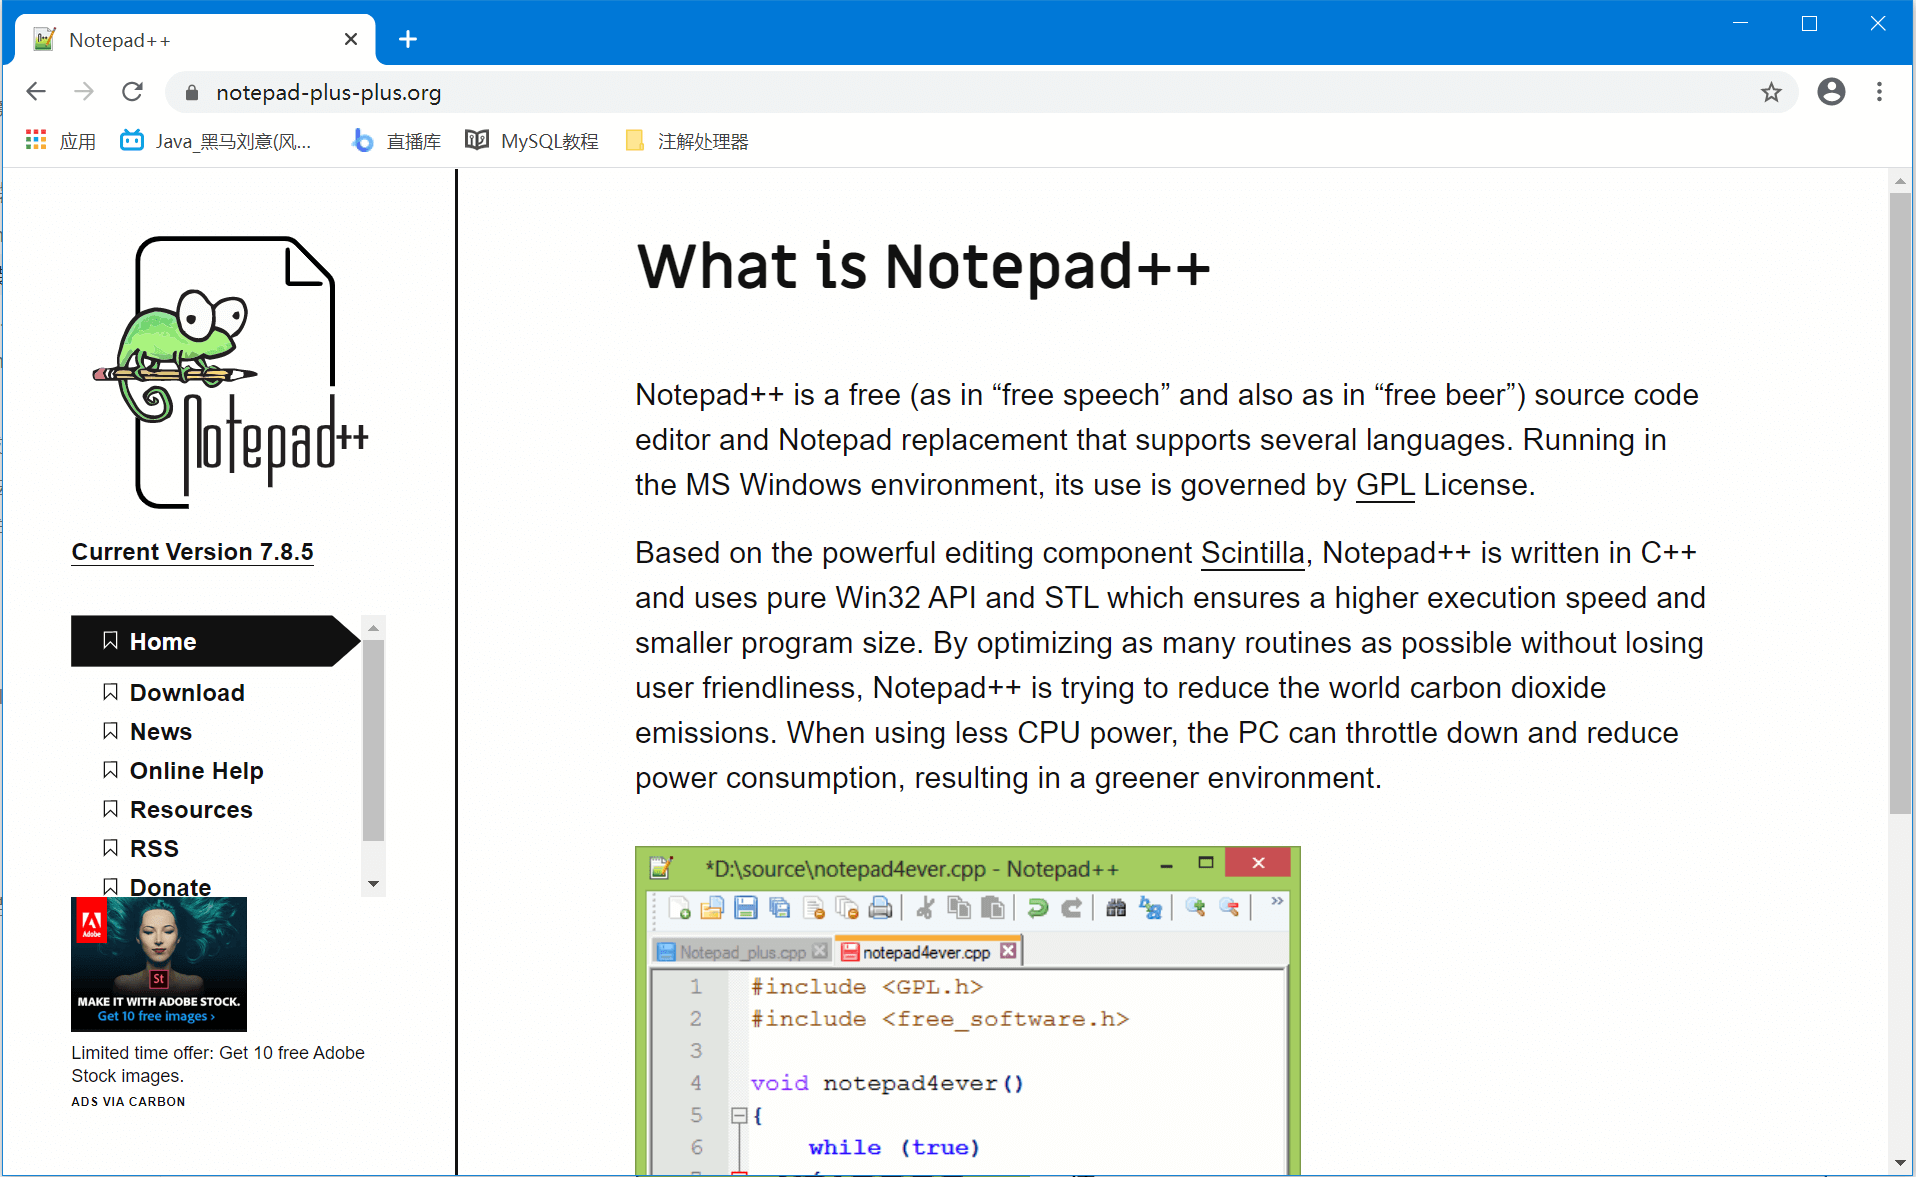 Notepad++
notepad-plus-plus.org
应用 Java_黑马刘意(风... 直播库 MySQL教程 注解处理器
Notepad++
Current Version 7.8.5
Home
Download
News
Online Help
Resources
RSS
Donate
Adobe
St
MAKE IT WITH ADOBE STOCK.
Get 10 free images ›
Limited time offer: Get 10 free Adobe
Stock images.
ADS VIA CARBON
What is Notepad++
Notepad++ is a free (as in “free speech” and also as in “free beer”) source code
editor and Notepad replacement that supports several languages. Running in
the MS Windows environment, its use is governed by GPL License.
Based on the powerful editing component Scintilla, Notepad++ is written in C++
and uses pure Win32 API and STL which ensures a higher execution speed and
smaller program size. By optimizing as many routines as possible without losing
user friendliness, Notepad++ is trying to reduce the world carbon dioxide
emissions. When using less CPU power, the PC can throttle down and reduce
power consumption, resulting in a greener environment.
*D:\source\notepad4ever.cpp - Notepad++
Notepad_plus.cpp notepad4ever.cpp
1 #include <GPL.h>
2 #include <free_software.h>
3
4 void notepad4ever()
5 {
6 while (true)